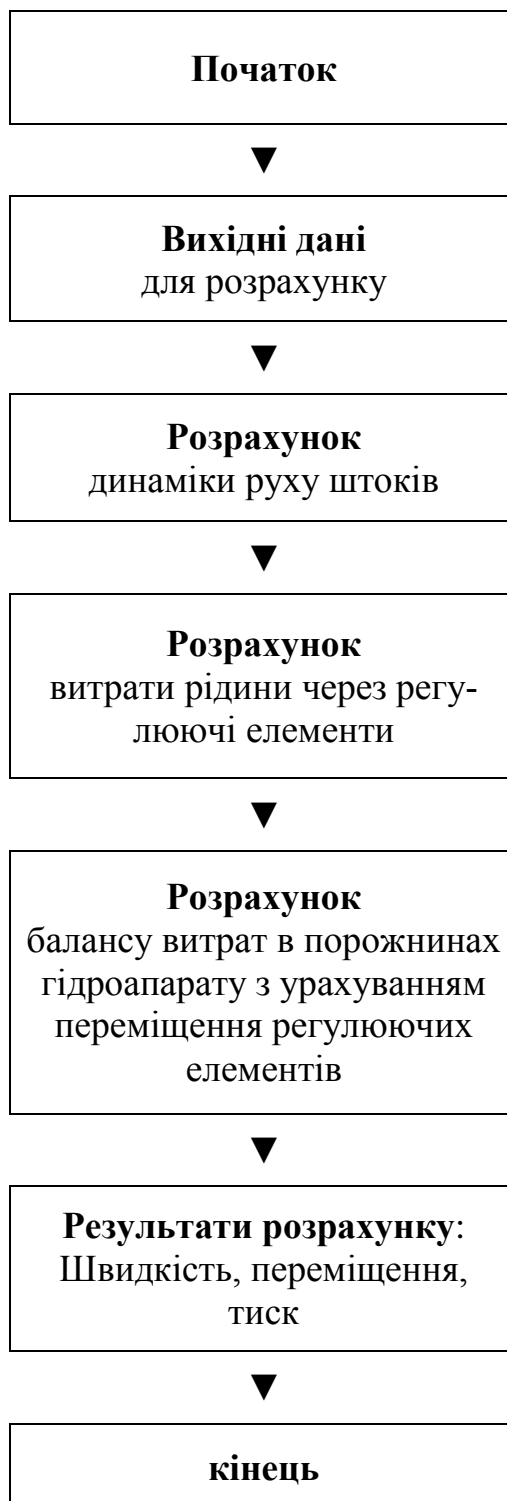 Початок
Вихідні дані
для розрахунку
Розрахунок
динаміки руху штоків
Розрахунок
витрати рідини через регу-
люючі елементи
Розрахунок
балансу витрат в порожнинах
гідроапарату з урахуванням
переміщення регулюючих
елементів
Результати розрахунку:
Швидкість, переміщення,
тиск
кінець